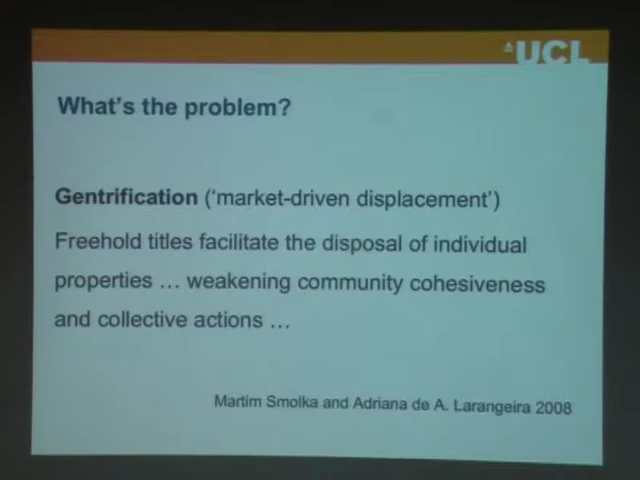 UCL
What's the problem?
Gentrification ('market-driven displacement')
Freehold titles facilitate the disposal of individual
properties … weakening community cohesiveness
and collective actions …
Martim Smolka and Adriana de A. Larangeira 2008